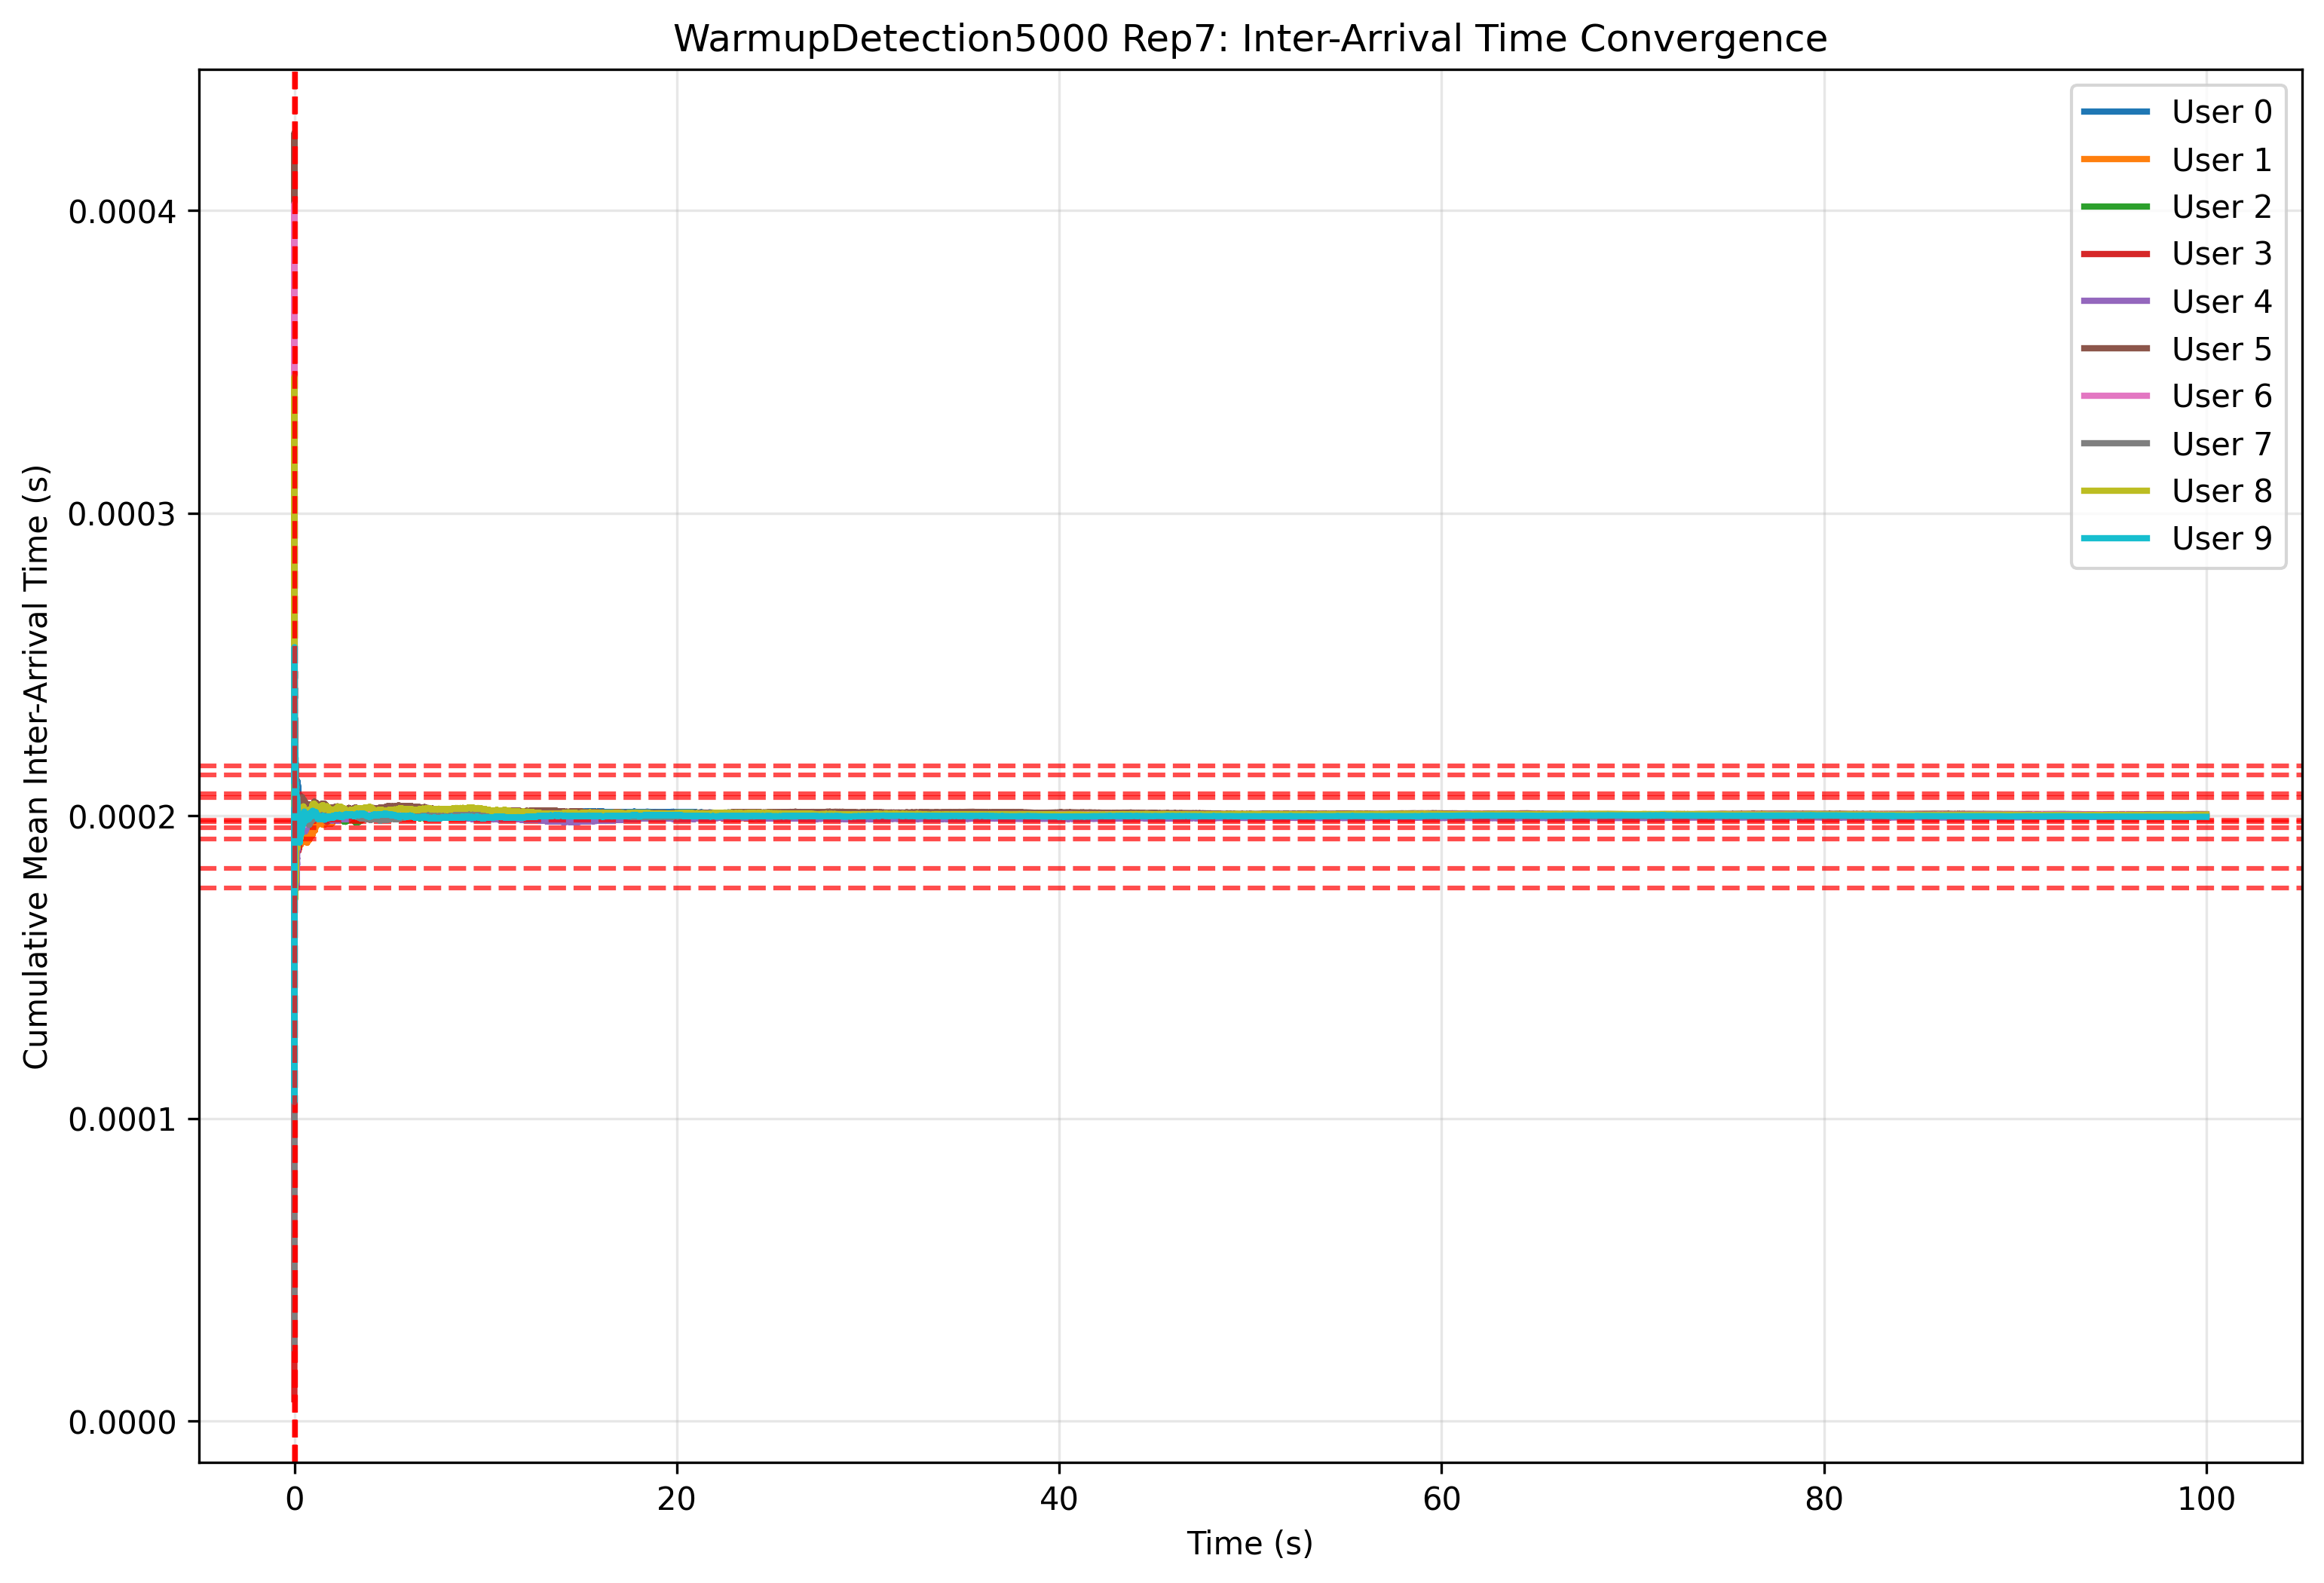 WarmupDetection5000 Rep7: Inter-Arrival Time Convergence
User 0
User 1
User 2
User 3
User 4
User 5
User 6
User 7
User 8
User 9
Cumulative Mean Inter-Arrival Time (s)
0.0004
0.0003
0.0002
0.0001
0.0000
0
20
40
60
80
100
Time (s)